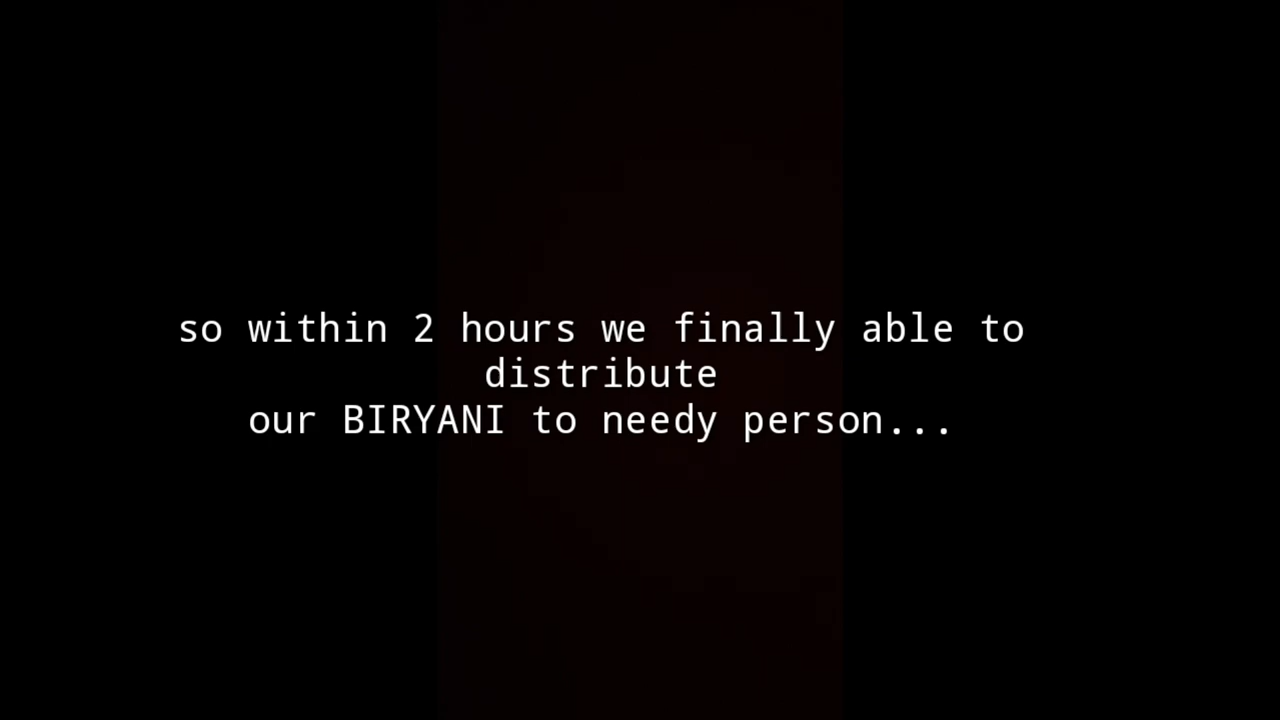 so within 2 hours we finally able to
distribute
our BIRYANI to needy person...